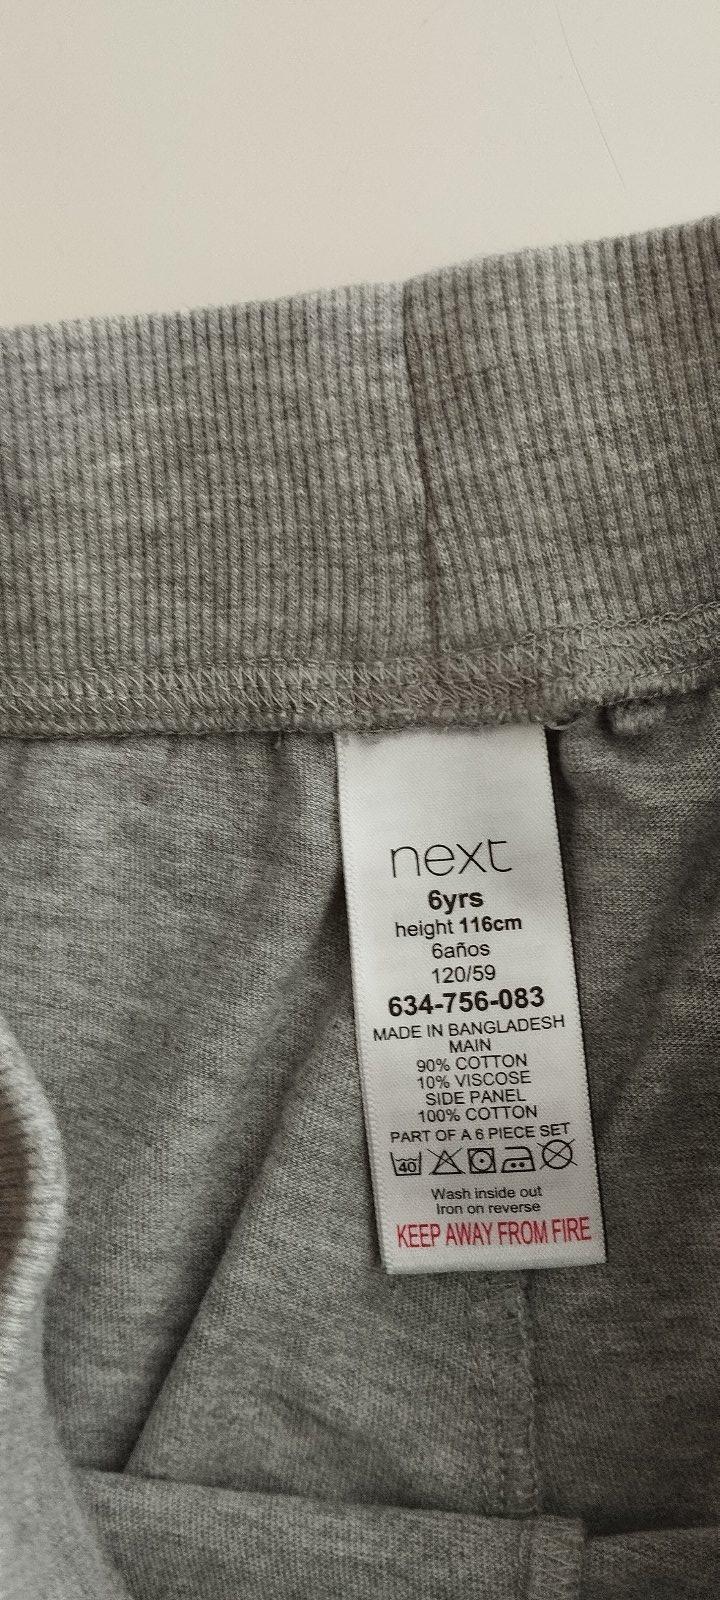 next
6yrs
height 116cm
6años
120/59
634-756-083
MADE IN BANGLADESH
MAIN
90% COTTON
10% VISCOSE
SIDE PANEL
100% COTTON
PART OF A 6 PIECE SET
40
Wash inside out
Iron on reverse
KEEP AWAY FROM FIRE